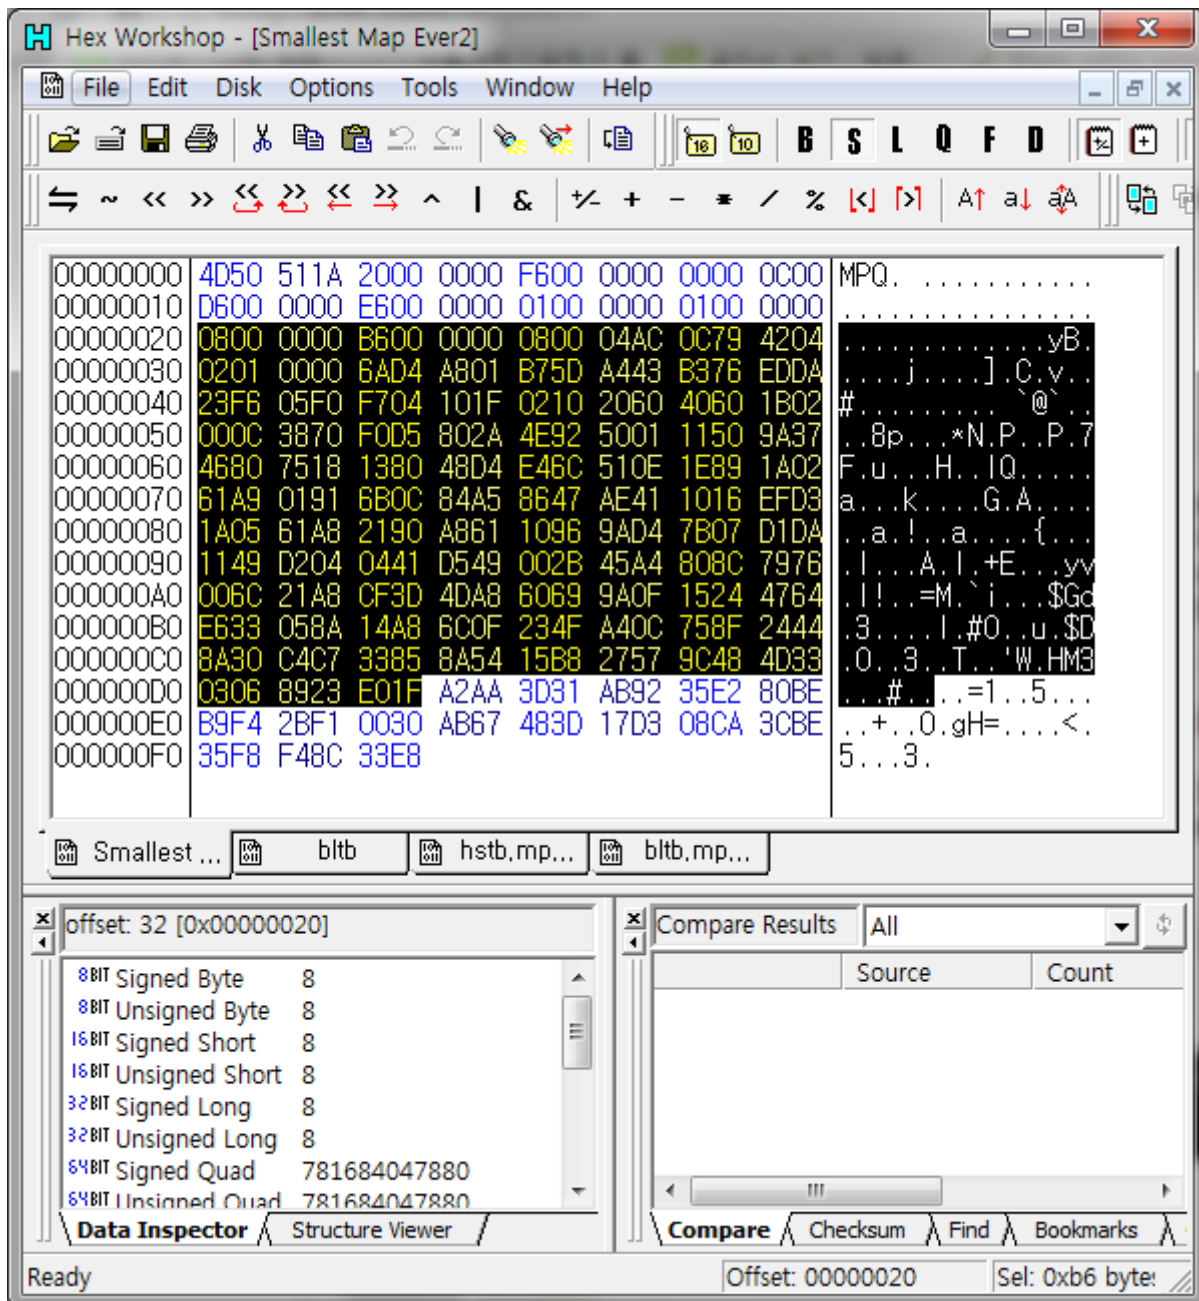 Hex Workshop - [Smallest Map Ever2]
File Edit Disk Options Tools Window Help
16 10 B S L Q F D
<< >> << >> << >> ^ | & +/- + - * / % A↑ a↓ aA
00000000 4D50 511A 2000 0000 F600 0000 0000 0C00 MPQ. ...........
00000010 D600 0000 E600 0000 0100 0000 0100 0000 ................
00000020 0800 0000 B600 0000 0800 04AC 0C79 4204 .............yB.
00000030 0201 0000 6AD4 A801 B75D A443 B376 EDDA ....j....].C.v..
00000040 23F6 05F0 F704 101F 0210 2060 4060 1B02 #......... `@`..
00000050 000C 3870 F0D5 802A 4E92 5001 1150 9A37 ..8p...*N.P..P.7
00000060 4680 7518 1380 48D4 E46C 510E 1E89 1A02 F.u...H..lQ.....
00000070 61A9 0191 6B0C 84A5 8647 AE41 1016 EFD3 a...k....G.A....
00000080 1A05 61A8 2190 A861 1096 9AD4 7B07 D1DA ..a.!..a....{...
00000090 1149 D204 0441 D549 002B 45A4 808C 7976 .I...A.I.+E...yv
000000A0 006C 21A8 CF3D 4DA8 6069 9A0F 1524 4764 .l!..=M.`i...$Gd
000000B0 E633 058A 14A8 6C0F 234F A40C 758F 2444 .3....l.#O..u.$D
000000C0 8A30 C4C7 3385 8A54 15B8 2757 9C48 4D33 .0..3..T..'W.HM3
000000D0 0306 8923 E01F A2AA 3D31 AB92 35E2 80BE ...#....=1..5...
000000E0 B9F4 2BF1 0030 AB67 483D 17D3 08CA 3CBE ..+..0.gH=....<.
000000F0 35F8 F48C 33E8 5...3.
Smallest ... bltb hstb.mp... bltb.mp...
offset: 32 [0x00000020]
8BIT Signed Byte 8
8BIT Unsigned Byte 8
16BIT Signed Short 8
16BIT Unsigned Short 8
32BIT Signed Long 8
32BIT Unsigned Long 8
64BIT Signed Quad 781684047880
64BIT Unsigned Quad 781684047880
Data Inspector Structure Viewer
Compare Results All
Source Count
Compare Checksum Find Bookmarks
Ready Offset: 00000020 Sel: 0xb6 bytes